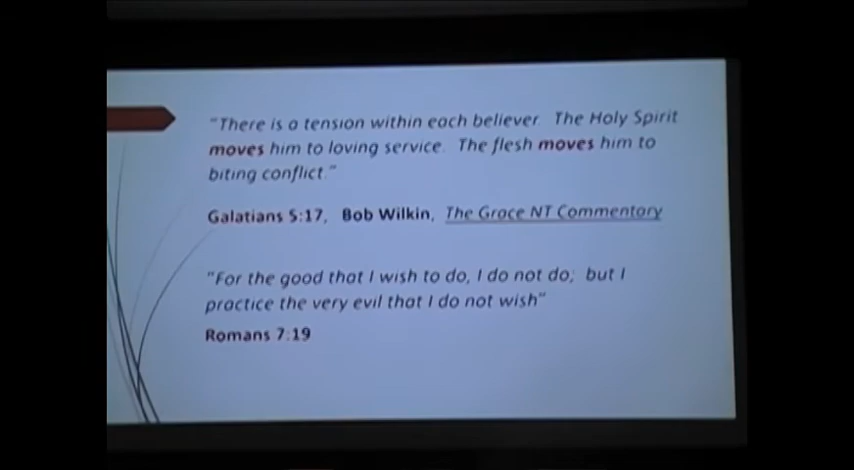 "There is a tension within each believer. The Holy Spirit
moves him to loving service. The flesh moves him to
biting conflict."
Galatians 5:17, Bob Wilkin, The Grace NT Commentary
"For the good that I wish to do, I do not do; but I
practice the very evil that I do not wish"
Romans 7:19